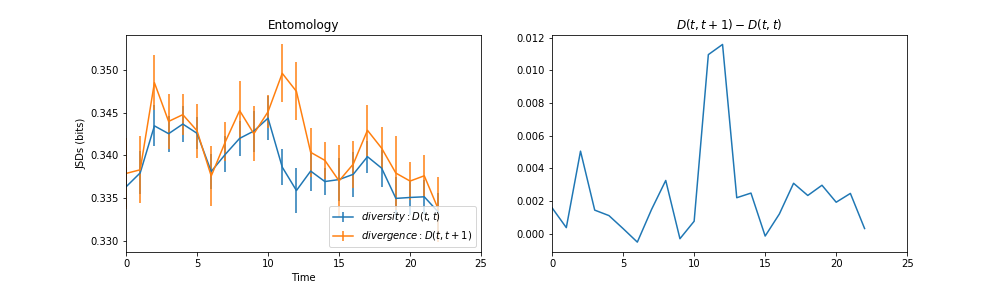 Entomology
JSDs (bits)
0.350
0.345
0.340
0.335
0.330
diversity : D(t, t)
divergence : D(t, t + 1)
0 5 10 15 20 25
Time
D(t, t + 1) − D(t, t)
0.012
0.010
0.008
0.006
0.004
0.002
0.000
0 5 10 15 20 25